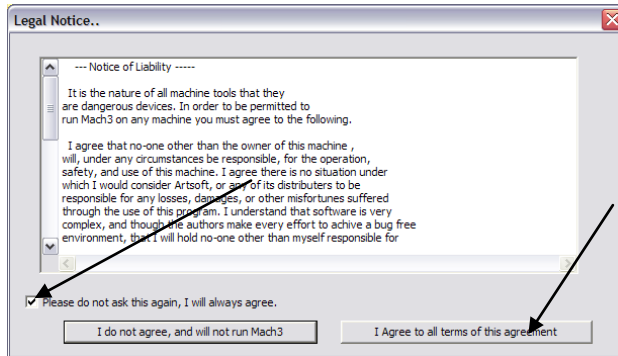 Legal Notice..
--- Notice of Liability -----
It is the nature of all machine tools that they
are dangerous devices. In order to be permitted to
run Mach3 on any machine you must agree to the following.
I agree that no-one other than the owner of this machine ,
will, under any circumstances be responsible, for the operation,
safety, and use of this machine. I agree there is no situation under
which I would consider Artsoft, or any of its distributers to be
responsible for any losses, damages, or other misfortunes suffered
through the use of this program. I understand that software is very
complex, and though the authors make every effort to achive a bug free
environment, that I will hold no-one other than myself responsible for
Please do not ask this again, I will always agree.
I do not agree, and will not run Mach3
I Agree to all terms of this agreement